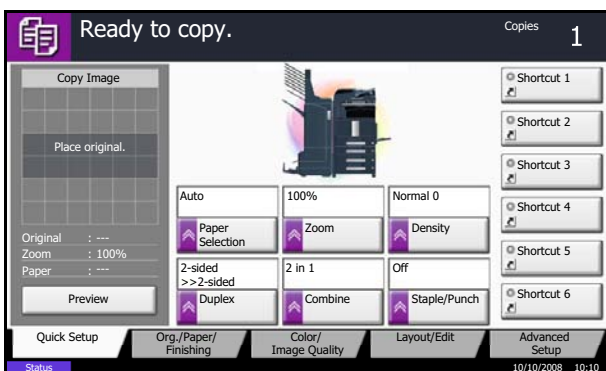 Ready to copy.
Copies 1
Copy Image
Place original.
Original : ---
Zoom : 100%
Paper : ---
Preview
Auto
Paper
Selection
100%
Zoom
Normal 0
Density
2-sided
>>2-sided
Duplex
2 in 1
Combine
Off
Staple/Punch
Shortcut 1
Shortcut 2
Shortcut 3
Shortcut 4
Shortcut 5
Shortcut 6
Quick Setup
Org./Paper/
Finishing
Color/
Image Quality
Layout/Edit
Advanced
Setup
Status
10/10/2008 10:10